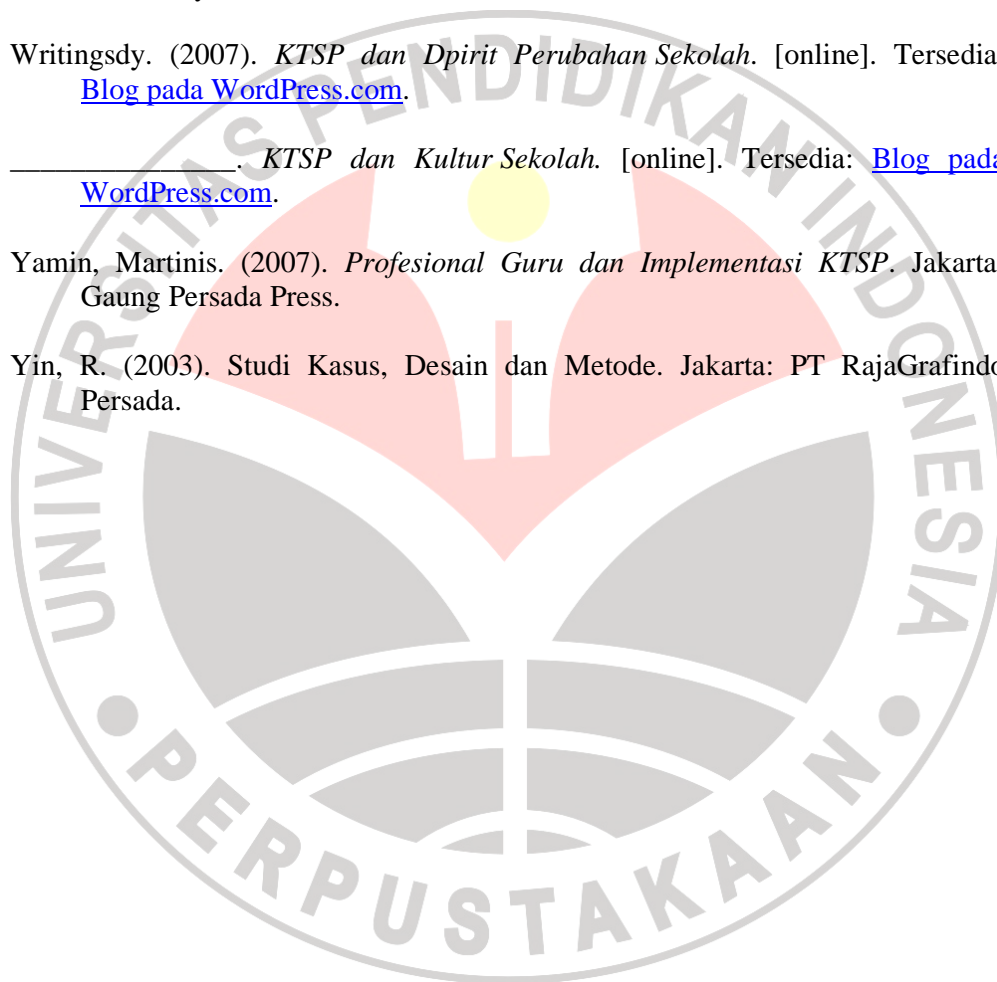 Writingsdy. (2007). KTSP dan Dpirit Perubahan Sekolah. [online]. Tersedia
Blog pada WordPress.com.
_______________. KTSP dan Kultur Sekolah. [online]. Tersedia: Blog pada
WordPress.com.
Yamin, Martinis. (2007). Profesional Guru dan Implementasi KTSP. Jakarta
Gaung Persada Press.
Yin, R. (2003). Studi Kasus, Desain dan Metode. Jakarta: PT RajaGrafindo
Persada.
UNIVERSITAS PENDIDIKAN INDONESIA
PERPUSTAKAAN